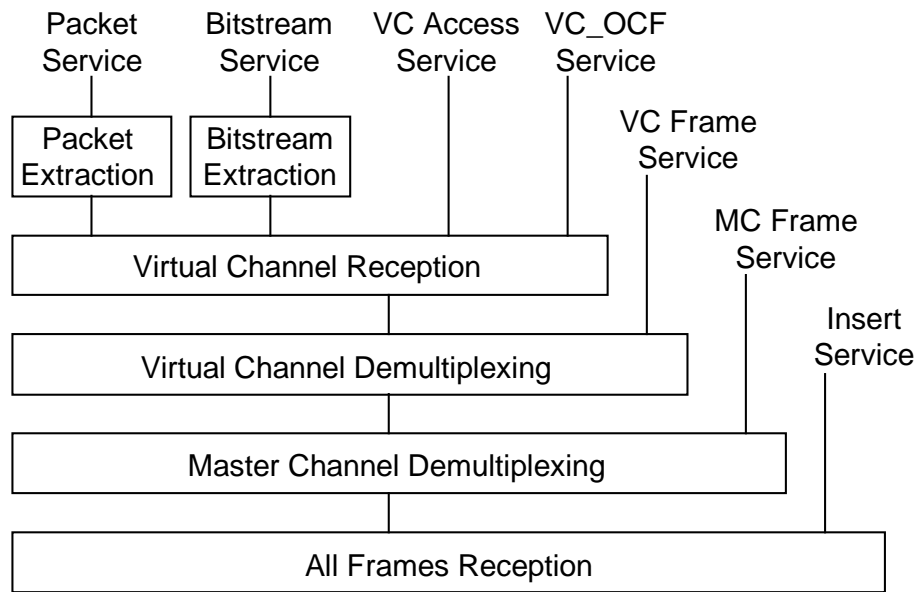 Packet
Service
Bitstream
Service
VC Access
Service
VC_OCF
Service
Packet
Extraction
Bitstream
Extraction
VC Frame
Service
MC Frame
Service
Virtual Channel Reception
Insert
Service
Virtual Channel Demultiplexing
Master Channel Demultiplexing
All Frames Reception